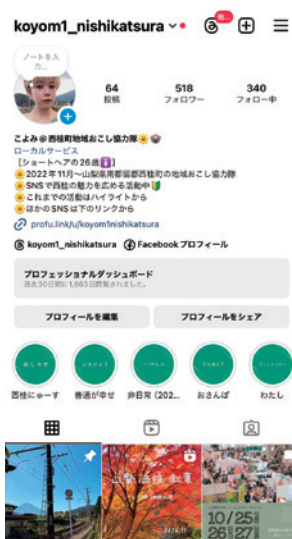 koyom1_nishikatsura
ノートを入
力...
64
518
340
投稿
フォロワー
フォロー中
こよみ@西桂町地域おこし協力隊
ローカルサービス
[ショートヘアの26歳]
2022年11月〜山梨県南都留郡西桂町の地域おこし協力隊
SNSで西桂の魅力を広める活動中
これまでの活動はハイライトから
ほかのSNSは下のリンクから
profu.link/u/koyom1nishikatsura
koyom1_nishikatsura
Facebook プロフィール
プロフェッショナルダッシュボード
過去30日間に1,863回閲覧されました。
プロフィールを編集
プロフィールをシェア
おしらせ
西桂にゅーす
普通が幸せ
非日常 (202...
おさんぽ
わたし
山梨 西桂 紅葉
10/25
26 27